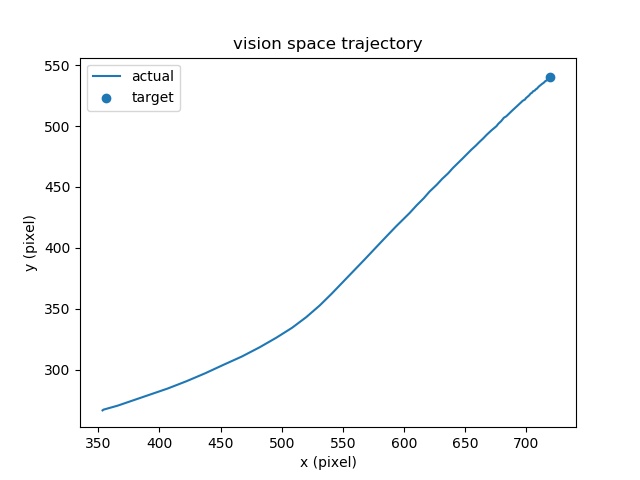 vision space trajectory
actual
target
550
500
450
400
350
300
y (pixel)
350 400 450 500 550 600 650 700
x (pixel)